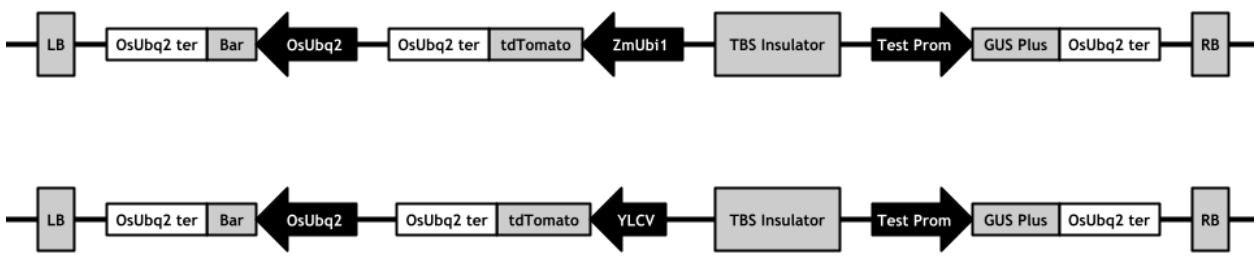 LB OsUbq2 ter Bar OsUbq2 OsUbq2 ter tdTomato ZmUbi1 TBS Insulator Test Prom GUS Plus OsUbq2 ter RB
LB OsUbq2 ter Bar OsUbq2 OsUbq2 ter tdTomato YLCV TBS Insulator Test Prom GUS Plus OsUbq2 ter RB